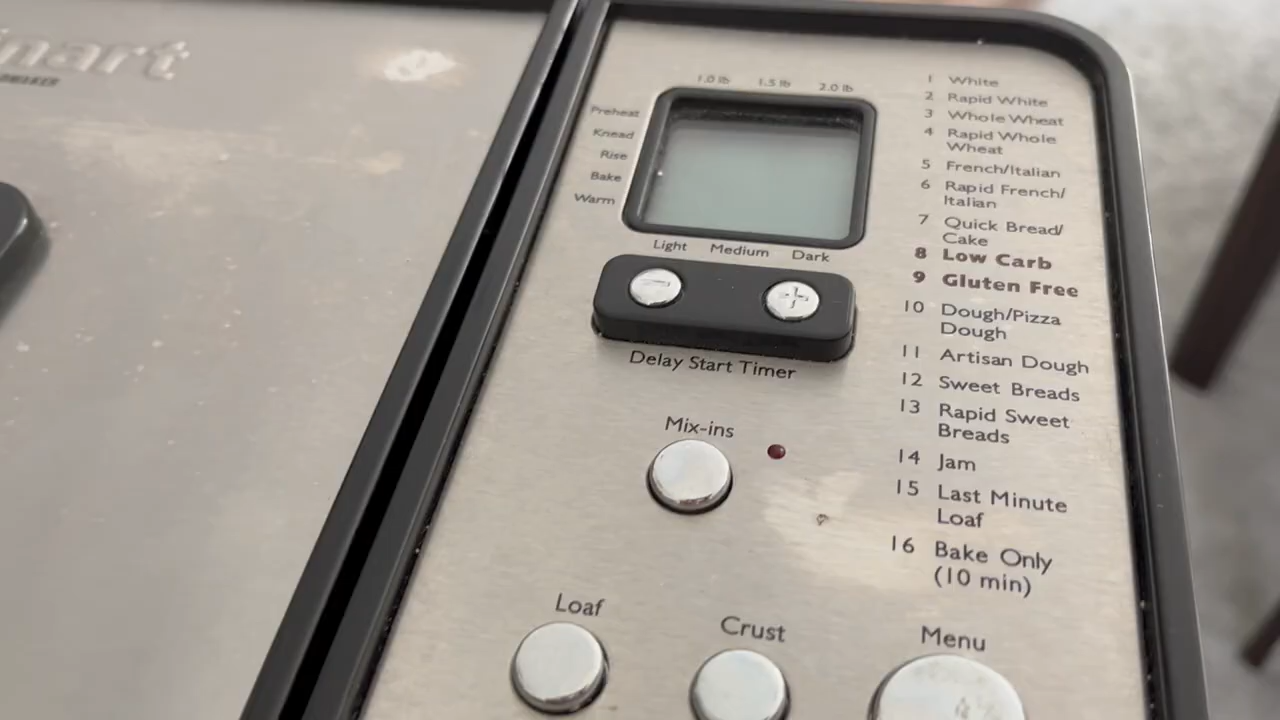 nart
1.0 lb 1.5 lb 2.0 lb
Preheat
Knead
Rise
Bake
Warm
Light Medium Dark
Delay Start Timer
Mix-ins
Loaf
Crust
Menu
1 White
2 Rapid White
3 Whole Wheat
4 Rapid Whole
Wheat
5 French/Italian
6 Rapid French/
Italian
7 Quick Bread/
Cake
8 Low Carb
9 Gluten Free
10 Dough/Pizza
Dough
11 Artisan Dough
12 Sweet Breads
13 Rapid Sweet
Breads
14 Jam
15 Last Minute
Loaf
16 Bake Only
(10 min)